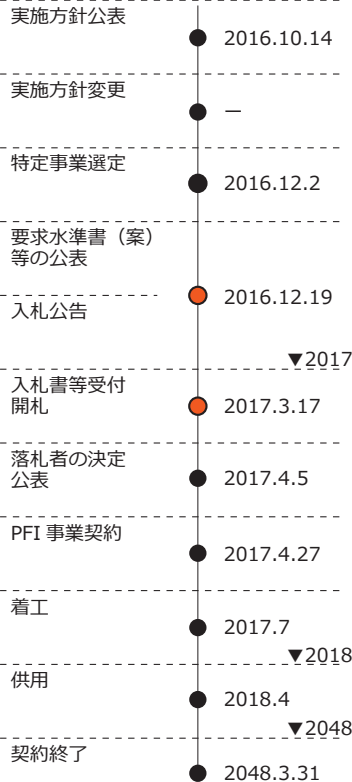 実施方針公表
2016.10.14
実施方針変更
ー
特定事業選定
2016.12.2
要求水準書（案）
等の公表
2016.12.19
入札公告
▼2017
入札書等受付
開札
2017.3.17
落札者の決定
公表
2017.4.5
PFI 事業契約
2017.4.27
着工
2017.7
▼2018
供用
2018.4
▼2048
契約終了
2048.3.31